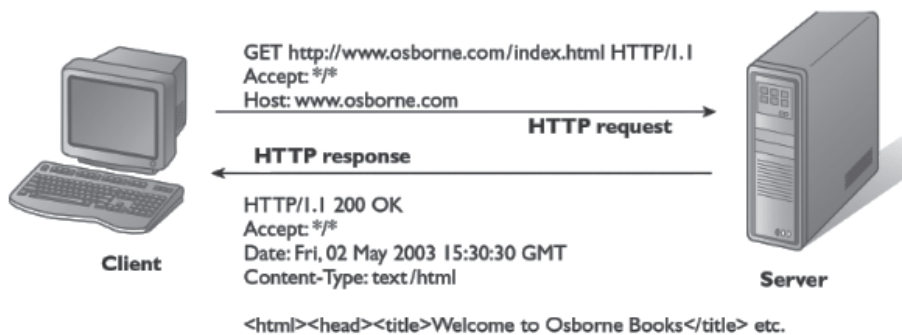 GET http://www.osborne.com/index.html HTTP/1.1
Accept: */*
Host: www.osborne.com
HTTP request
HTTP response
HTTP/1.1 200 OK
Accept: */*
Date: Fri, 02 May 2003 15:30:30 GMT
Content-Type: text/html
Client
Server
<html><head><title>Welcome to Osborne Books</title> etc.